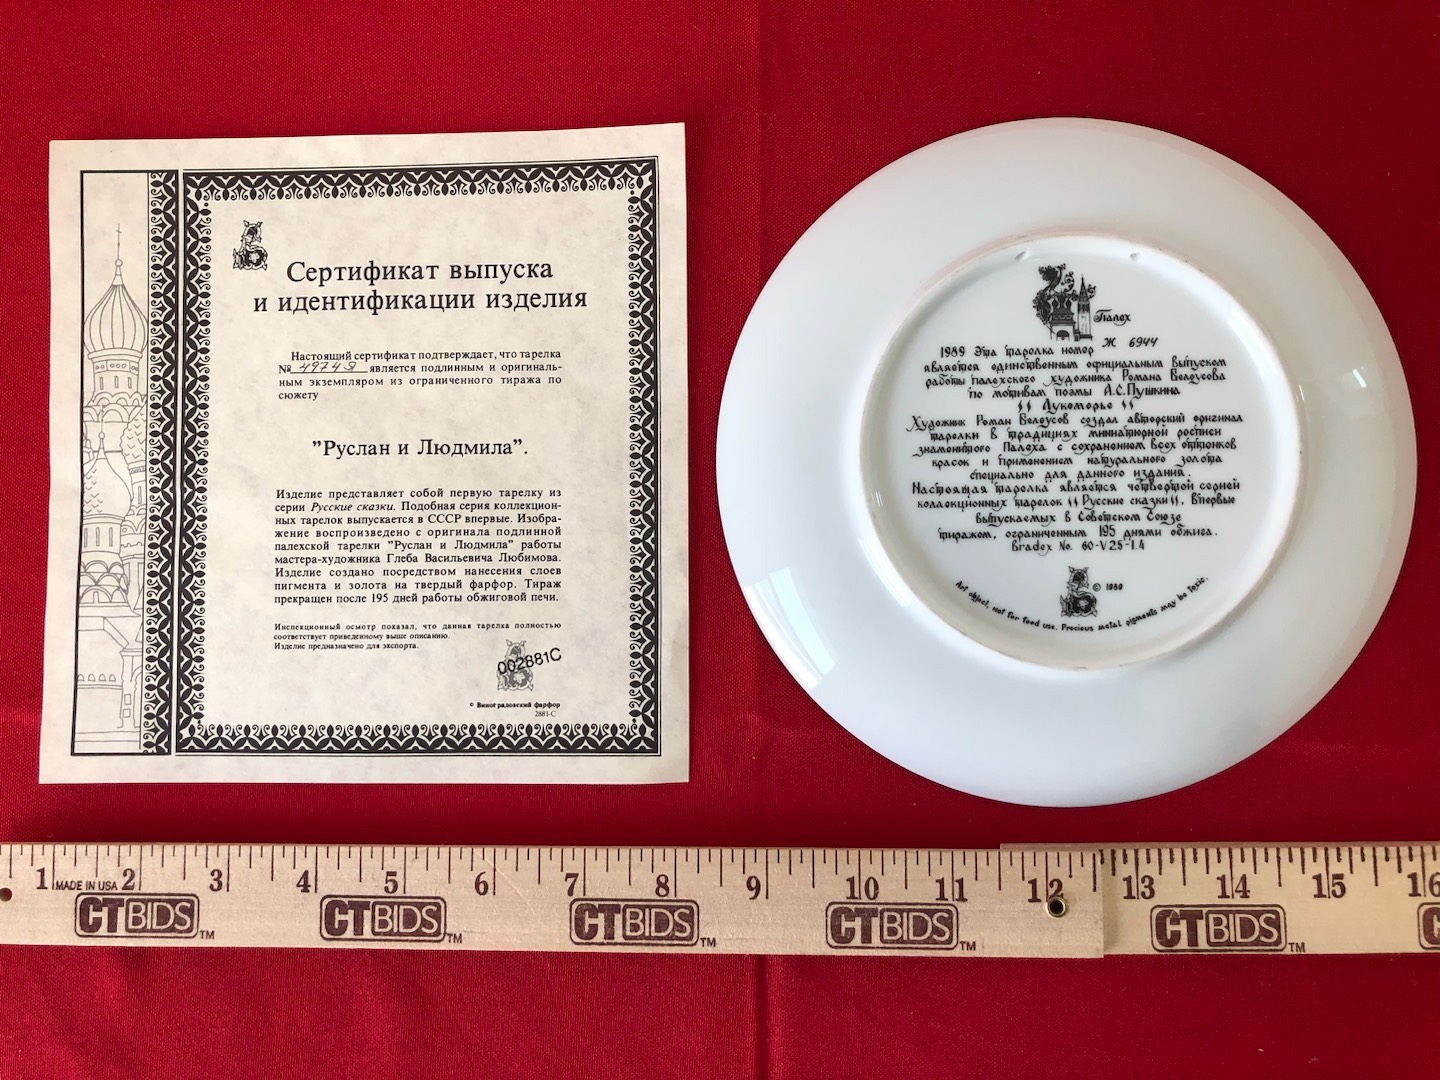 Сертификат выпуска
и идентификации изделия
Настоящий сертификат подтверждает, что тарелка
№ 4974Я является подлинным и оригиналь-
ным экземпляром из ограниченного тиража по
сюжету
"Руслан и Людмила".
Изделие представляет собой первую тарелку из
серии Русские сказки. Подобная серия коллекцион-
ных тарелок выпускается в СССР впервые. Изобра-
жение воспроизведено с оригинала подлинной
палехской тарелки "Руслан и Людмила" работы
мастера-художника Глеба Васильевича Любимова.
Изделие создано посредством нанесения слоев
пигмента и золота на твердый фарфор. Тираж
прекращен после 195 дней работы обжиговой печи.
Инспекционный осмотр показал, что данная тарелка полностью
соответствует приведенному выше описанию.
Изделие предназначено для экспорта.
002881C
© Виноградовский фарфор
2881-C
Палех
1989 Эта тарелка номер Ж 6944
является единственным официальным выпуском
работы палехского художника Романа Белоусова
по мотивам поэмы А.С.Пушкина
"Лукоморье"
Художник Роман Белоусов создал авторский оригинал
тарелки в традициях миниатюрной росписи
знаменитого Палеха с сохранением всех оттенков
красок и применением натурального золота
специально для данного издания.
Настоящая тарелка является четвертой серией
коллекционных тарелок "Русские сказки", впервые
выпускаемых в Советском Союзе
тиражом, ограниченным 195 днями обжига.
Bradex No. 60-V25-1.4
© 1989
Art object, not for food use. Precious metal pigments may be toxic.
1 MADE IN USA 2 3 4 5 6 7 8 9 10 11 12 13 14 15 16
CTBIDS™ CTBIDS™ CTBIDS™ CTBIDS™ CTBIDS™ C